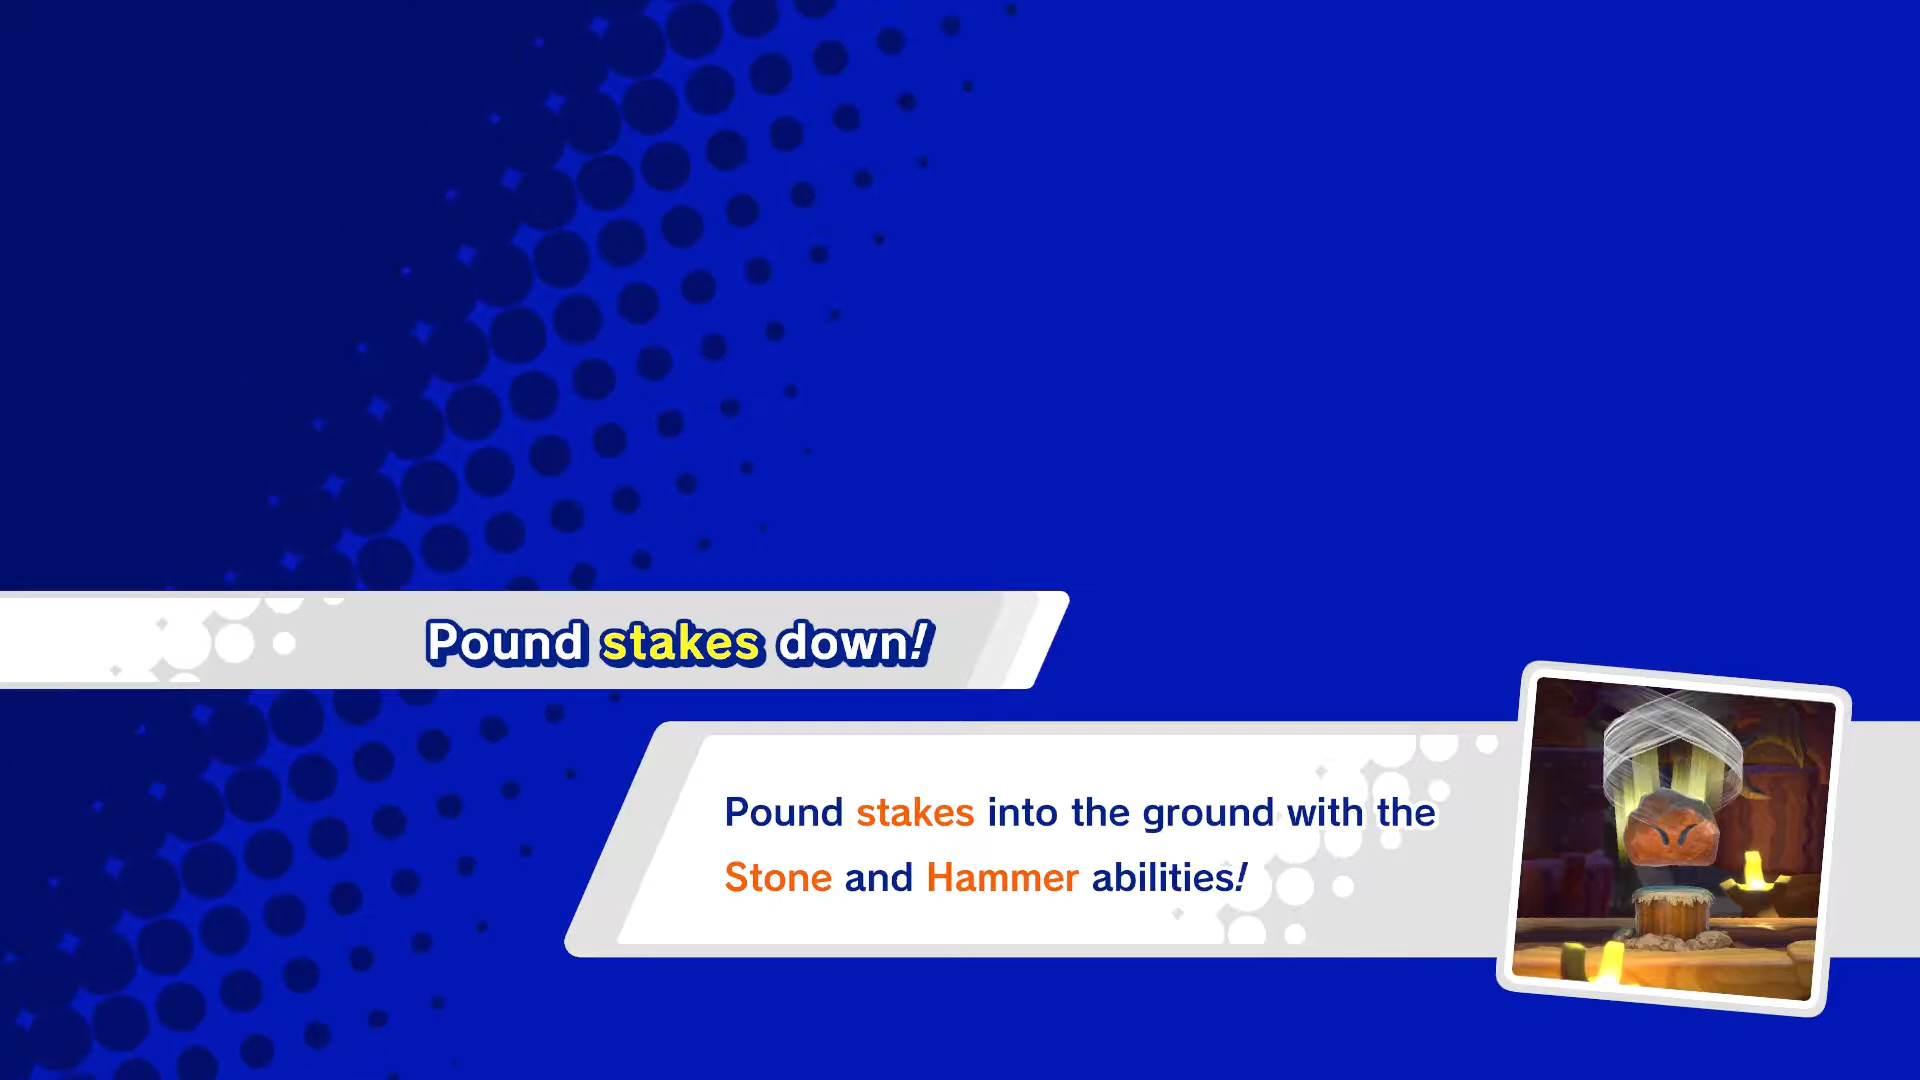 Pound stakes down!
Pound stakes into the ground with the
Stone and Hammer abilities!